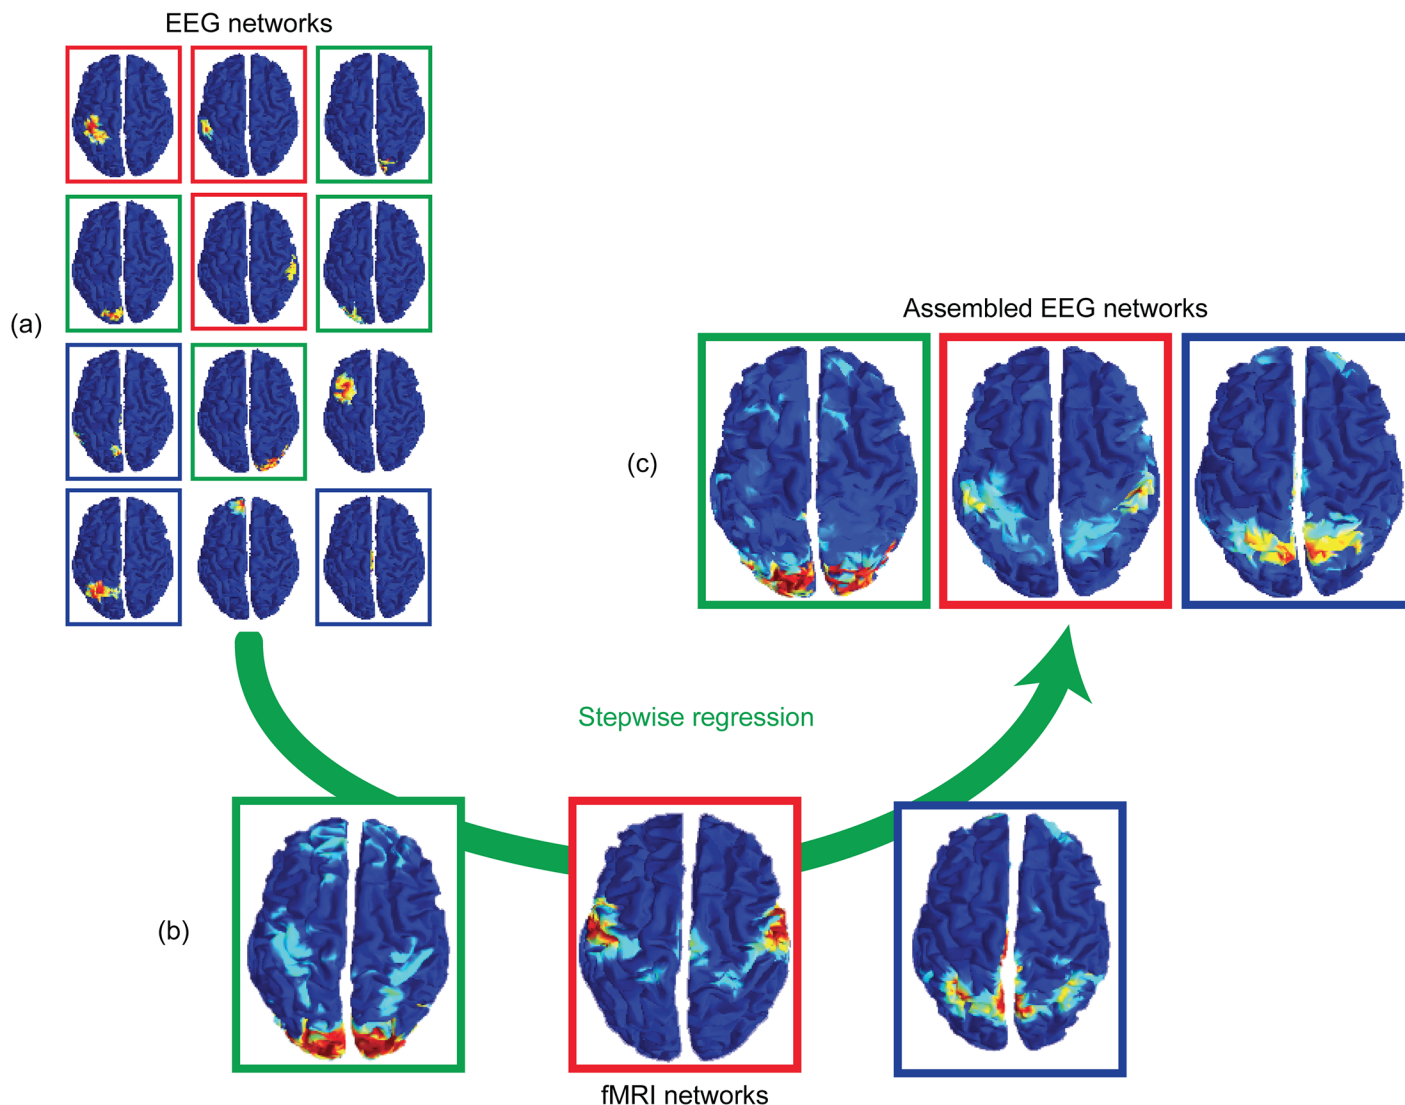 EEG networks
(a)
Assembled EEG networks
(c)
Stepwise regression
(b)
fMRI networks